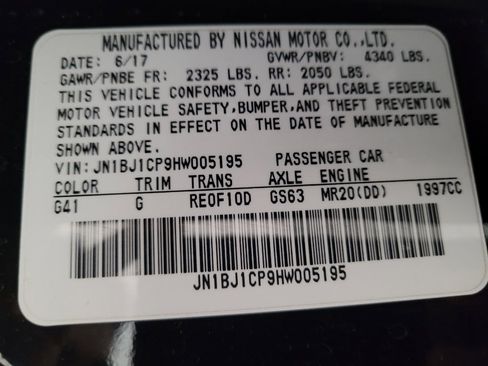 MANUFACTURED BY NISSAN MOTOR CO.,LTD.
DATE: 6/17 GVWR/PNBV: 4340 LBS.
GAWR/PNBE FR: 2325 LBS. RR: 2050 LBS.
THIS VEHICLE CONFORMS TO ALL APPLICABLE FEDERAL
MOTOR VEHICLE SAFETY,BUMPER,AND THEFT PREVENTION
STANDARDS IN EFFECT ON THE DATE OF MANUFACTURE
SHOWN ABOVE.
VIN: JN1BJ1CP9HW005195 PASSENGER CAR
COLOR TRIM TRANS AXLE ENGINE
G41 G RE0F10D GS63 MR20(DD) 1997CC
JN1BJ1CP9HW005195